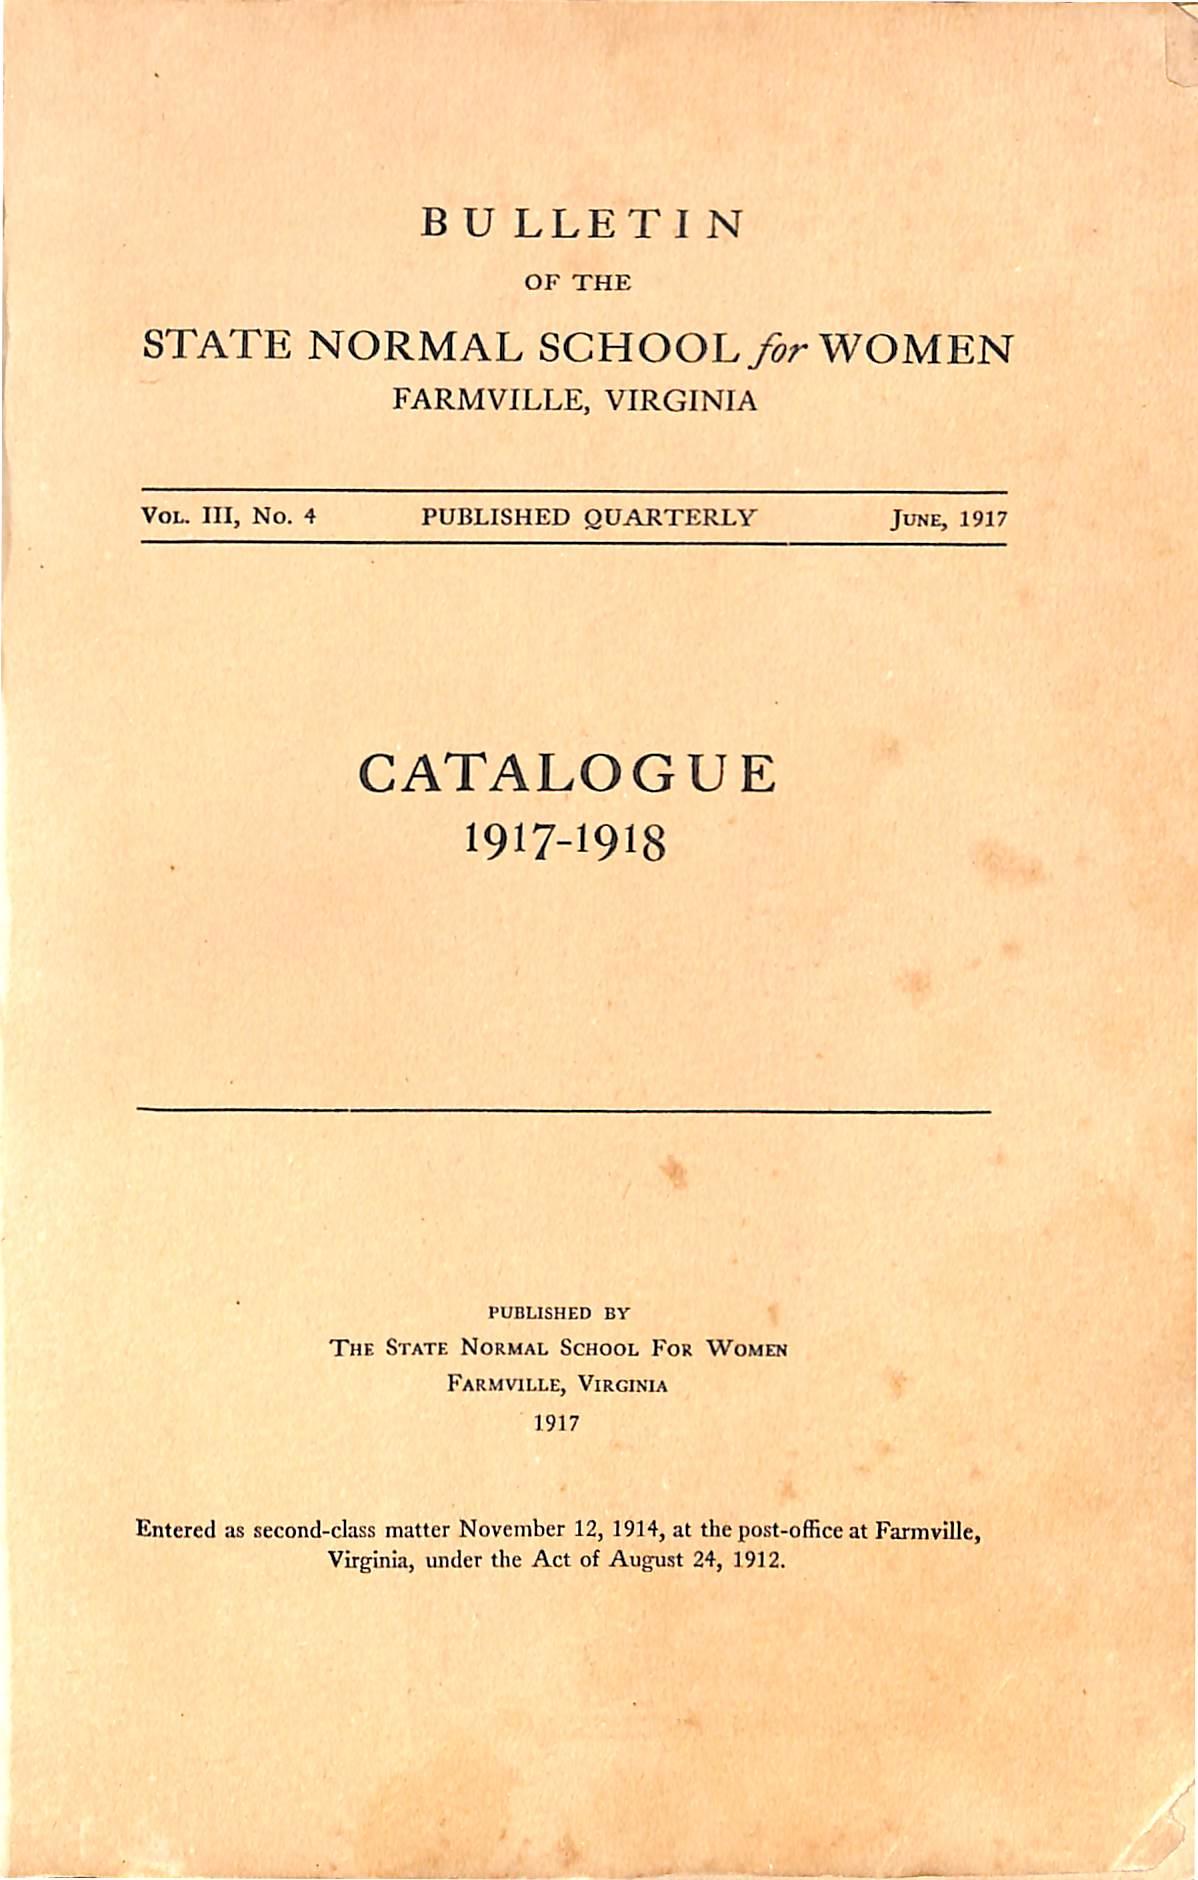 BULLETIN
OF THE
STATE NORMAL SCHOOL for WOMEN
FARMVILLE, VIRGINIA
VOL. III, NO. 4 PUBLISHED QUARTERLY JUNE, 1917
CATALOGUE
1917-1918
PUBLISHED BY
THE STATE NORMAL SCHOOL FOR WOMEN
FARMVILLE, VIRGINIA
1917
Entered as second-class matter November 12, 1914, at the post-office at Farmville,
Virginia, under the Act of August 24, 1912.